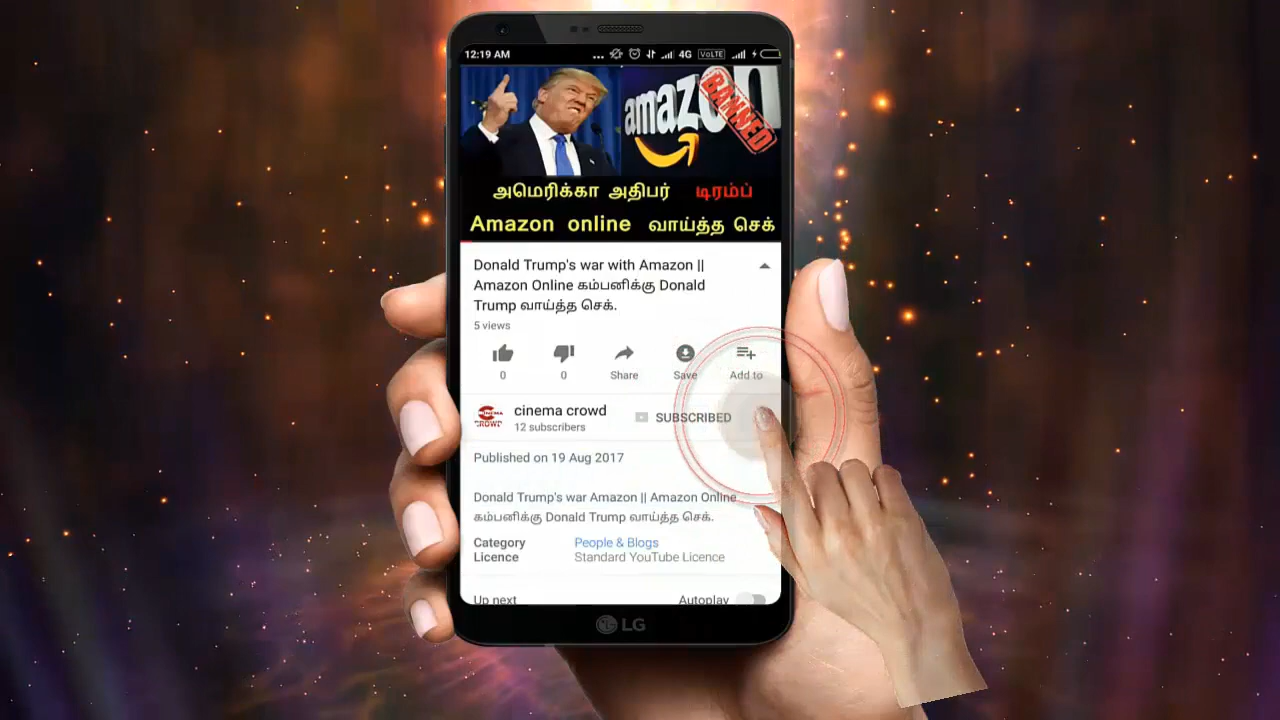 12:19 AM
4G VoLTE
amazon
BANNED
அமெரிக்கா அதிபர் டிரம்ப்
Amazon online வாய்த்த செக்
Donald Trump's war with Amazon ||
Amazon Online கம்பனிக்கு Donald
Trump வாய்த்த செக்.
5 views
0
0
Share
Save
Add to
CINEMA
CROWD
cinema crowd
SUBSCRIBED
12 subscribers
Published on 19 Aug 2017
Donald Trump's war Amazon || Amazon Online
கம்பனிக்கு Donald Trump வாய்த்த செக்.
Category People & Blogs
Licence Standard YouTube Licence
Up next Autoplay
LG